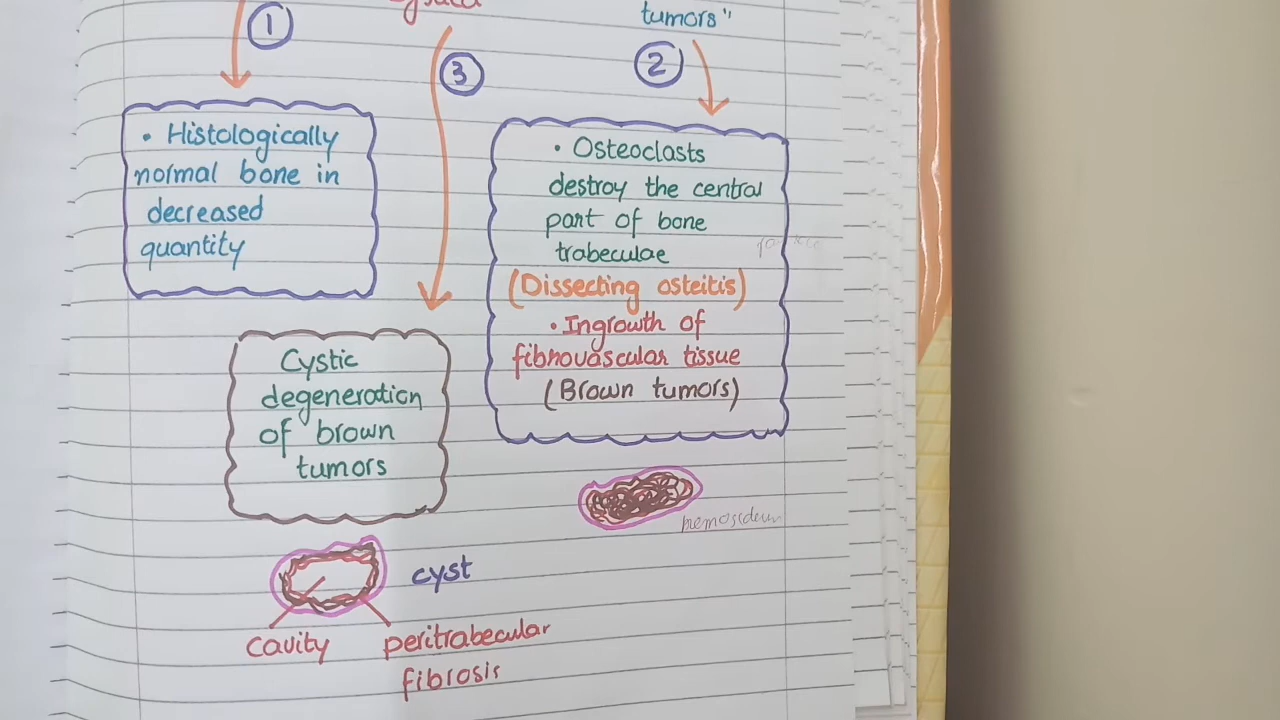 tumors"
1
3
2
• Histologically
normal bone in
decreased
quantity
• Osteoclasts
destroy the central
part of bone
trabeculae
(Dissecting osteitis)
• Ingrowth of
fibrovascular tissue
(Brown tumors)
Cystic
degeneration
of brown
tumors
cyst
cavity
peritrabecular
fibrosis